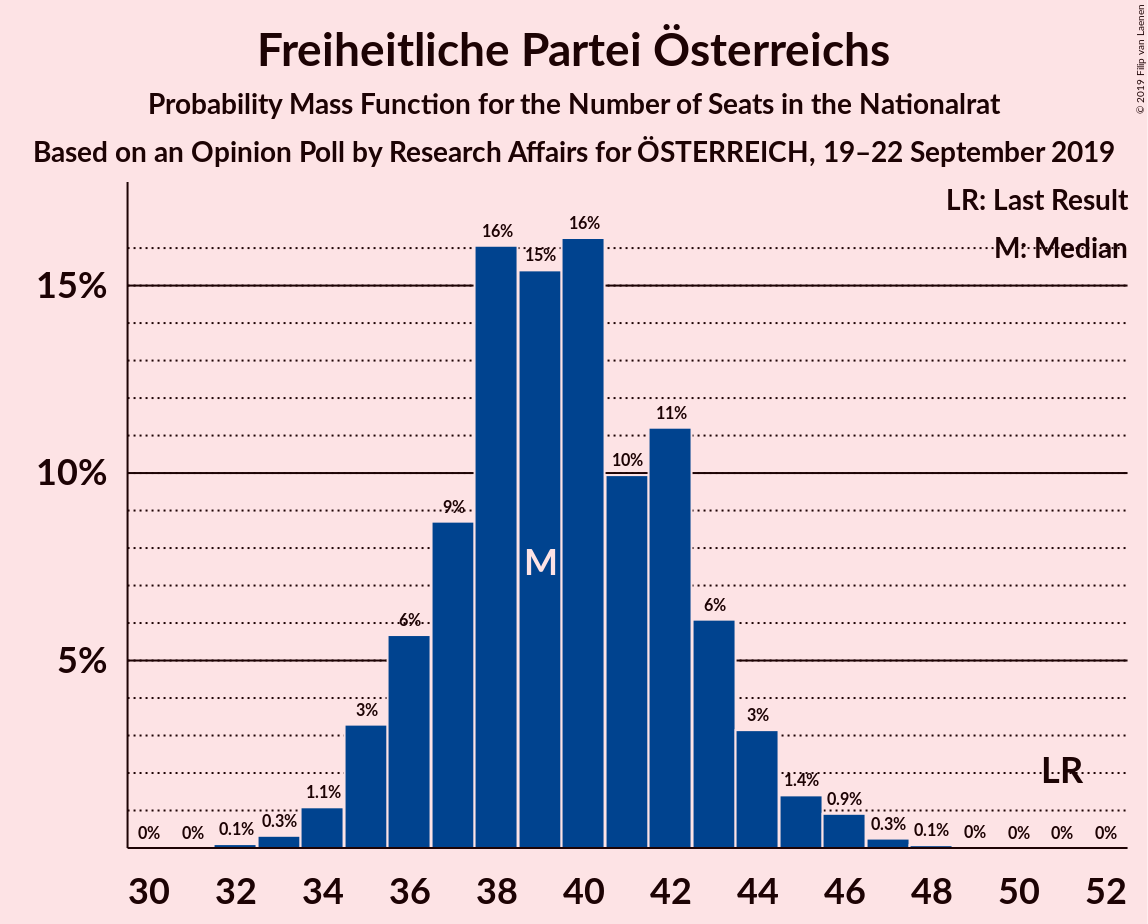 Freiheitliche Partei Österreichs
Probability Mass Function for the Number of Seats in the Nationalrat
Based on an Opinion Poll by Research Affairs for ÖSTERREICH, 19–22 September 2019
© 2019 Filip van Laenen
LR: Last Result
M: Median
15%
10%
5%
0%
0%
0.1%
0.3%
1.1%
3%
6%
9%
16%
15%
16%
10%
11%
6%
3%
1.4%
0.9%
0.3%
0.1%
0%
0%
0%
0%
M
LR
30 32 34 36 38 40 42 44 46 48 50 52